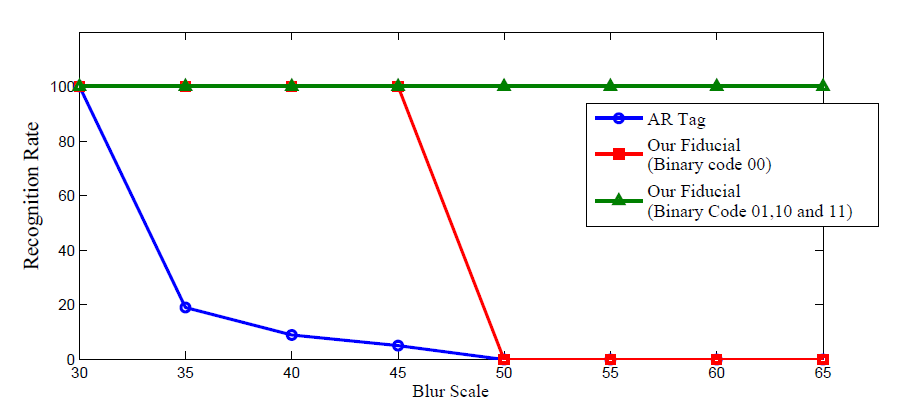 100
80
60
40
20
0
Recognition Rate
AR Tag
Our Fiducial
(Binary code 00)
Our Fiducial
(Binary Code 01,10 and 11)
30 35 40 45 50 55 60 65
Blur Scale